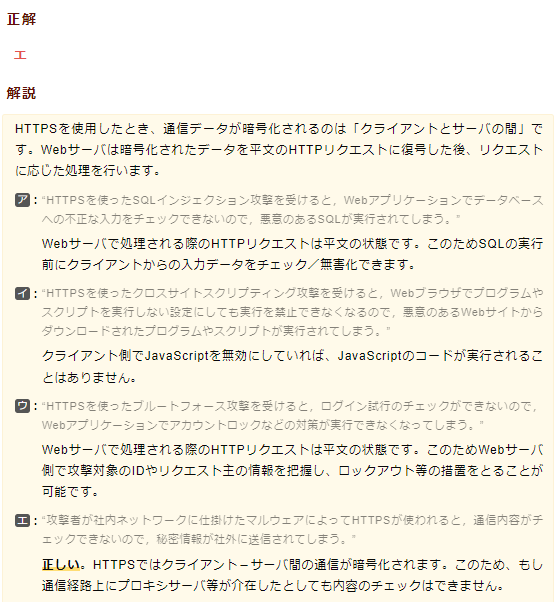 正解
エ
解説
HTTPSを使用したとき、通信データが暗号化されるのは「クライアントとサーバの間」で
す。Webサーバは暗号化されたデータを平文のHTTPリクエストに復号した後、リクエスト
に応じた処理を行います。
ア："HTTPSを使ったSQLインジェクション攻撃を受けると，Webアプリケーションでデータベース
への不正な入力をチェックできないので，悪意のあるSQLが実行されてしまう。"
Webサーバで処理される際のHTTPリクエストは平文の状態です。このためSQLの実行
前にクライアントからの入力データをチェック／無害化できます。
イ："HTTPSを使ったクロスサイトスクリプティング攻撃を受けると，Webブラウザでプログラムや
スクリプトを実行しない設定にしても実行を禁止できなくなるので，悪意のあるWebサイトから
ダウンロードされたプログラムやスクリプトが実行されてしまう。"
クライアント側でJavaScriptを無効にしていれば、JavaScriptのコードが実行されるこ
とはありません。
ウ："HTTPSを使ったブルートフォース攻撃を受けると，ログイン試行のチェックができないので，
Webアプリケーションでアカウントロックなどの対策が実行できなくなってしまう。"
Webサーバで処理される際のHTTPリクエストは平文の状態です。このためWebサーバ
側で攻撃対象のIDやリクエスト主の情報を把握し、ロックアウト等の措置をとることが
可能です。
エ："攻撃者が社内ネットワークに仕掛けたマルウェアによってHTTPSが使われると，通信内容がチ
ェックできないので，秘密情報が社外に送信されてしまう。"
正しい。HTTPSではクライアント－サーバ間の通信が暗号化されます。このため、もし
通信経路上にプロキシサーバ等が介在したとしても内容のチェックはできません。